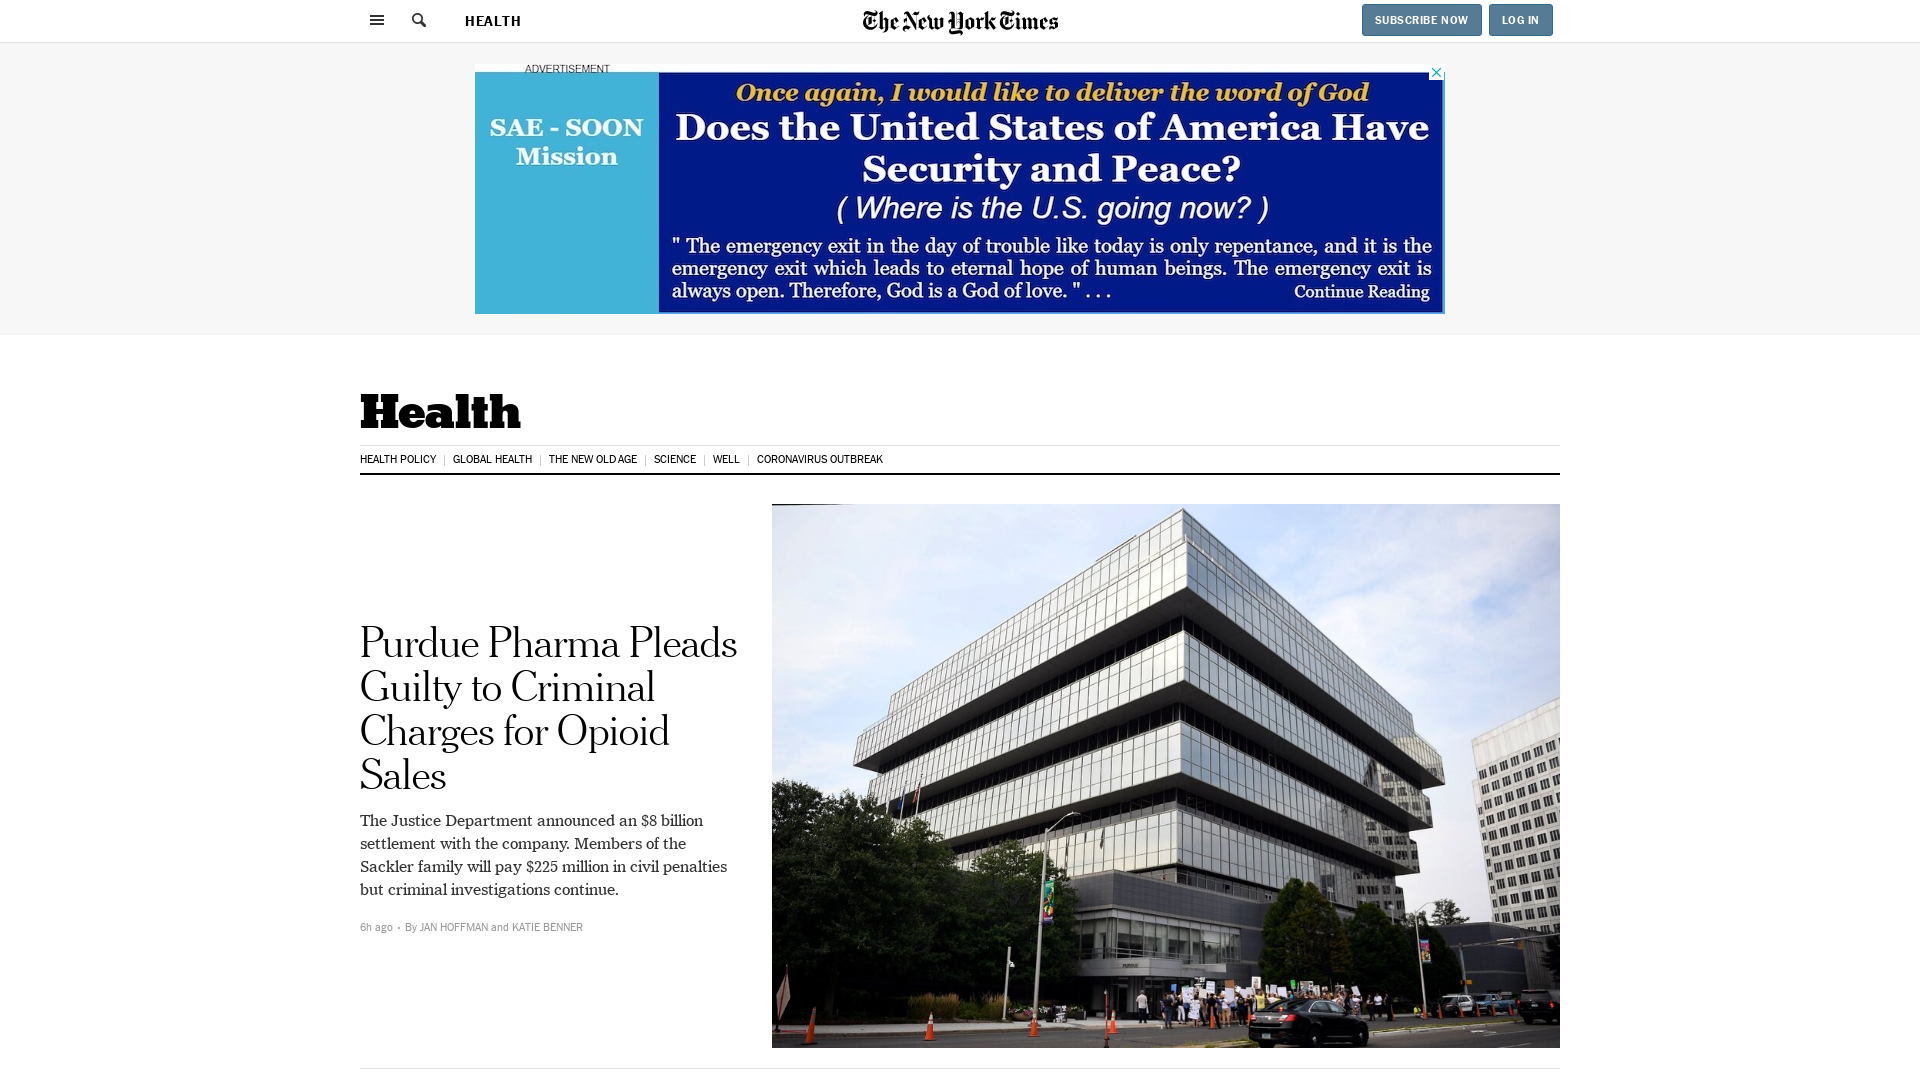 HEALTH
The New York Times
SUBSCRIBE NOW
LOG IN
ADVERTISEMENT
SAE - SOON
Mission
Once again, I would like to deliver the word of God
Does the United States of America Have
Security and Peace?
( Where is the U.S. going now? )
" The emergency exit in the day of trouble like today is only repentance, and it is the
emergency exit which leads to eternal hope of human beings. The emergency exit is
always open. Therefore, God is a God of love. " . . .
Continue Reading
Health
HEALTH POLICY
GLOBAL HEALTH
THE NEW OLD AGE
SCIENCE
WELL
CORONAVIRUS OUTBREAK
Purdue Pharma Pleads
Guilty to Criminal
Charges for Opioid
Sales
The Justice Department announced an $8 billion
settlement with the company. Members of the
Sackler family will pay $225 million in civil penalties
but criminal investigations continue.
6h ago • By JAN HOFFMAN and KATIE BENNER